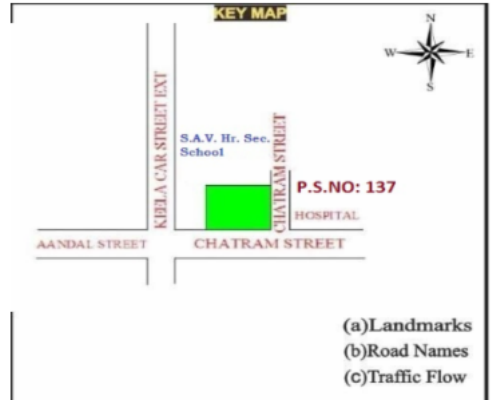 KEY MAP
N
W
E
S
KEELA CAR STREET EXT
S.A.V. Hr. Sec.
School
CHATRAM STREET
P.S.NO: 137
HOSPITAL
AANDAL STREET
CHATRAM STREET
(a)Landmarks
(b)Road Names
(c)Traffic Flow